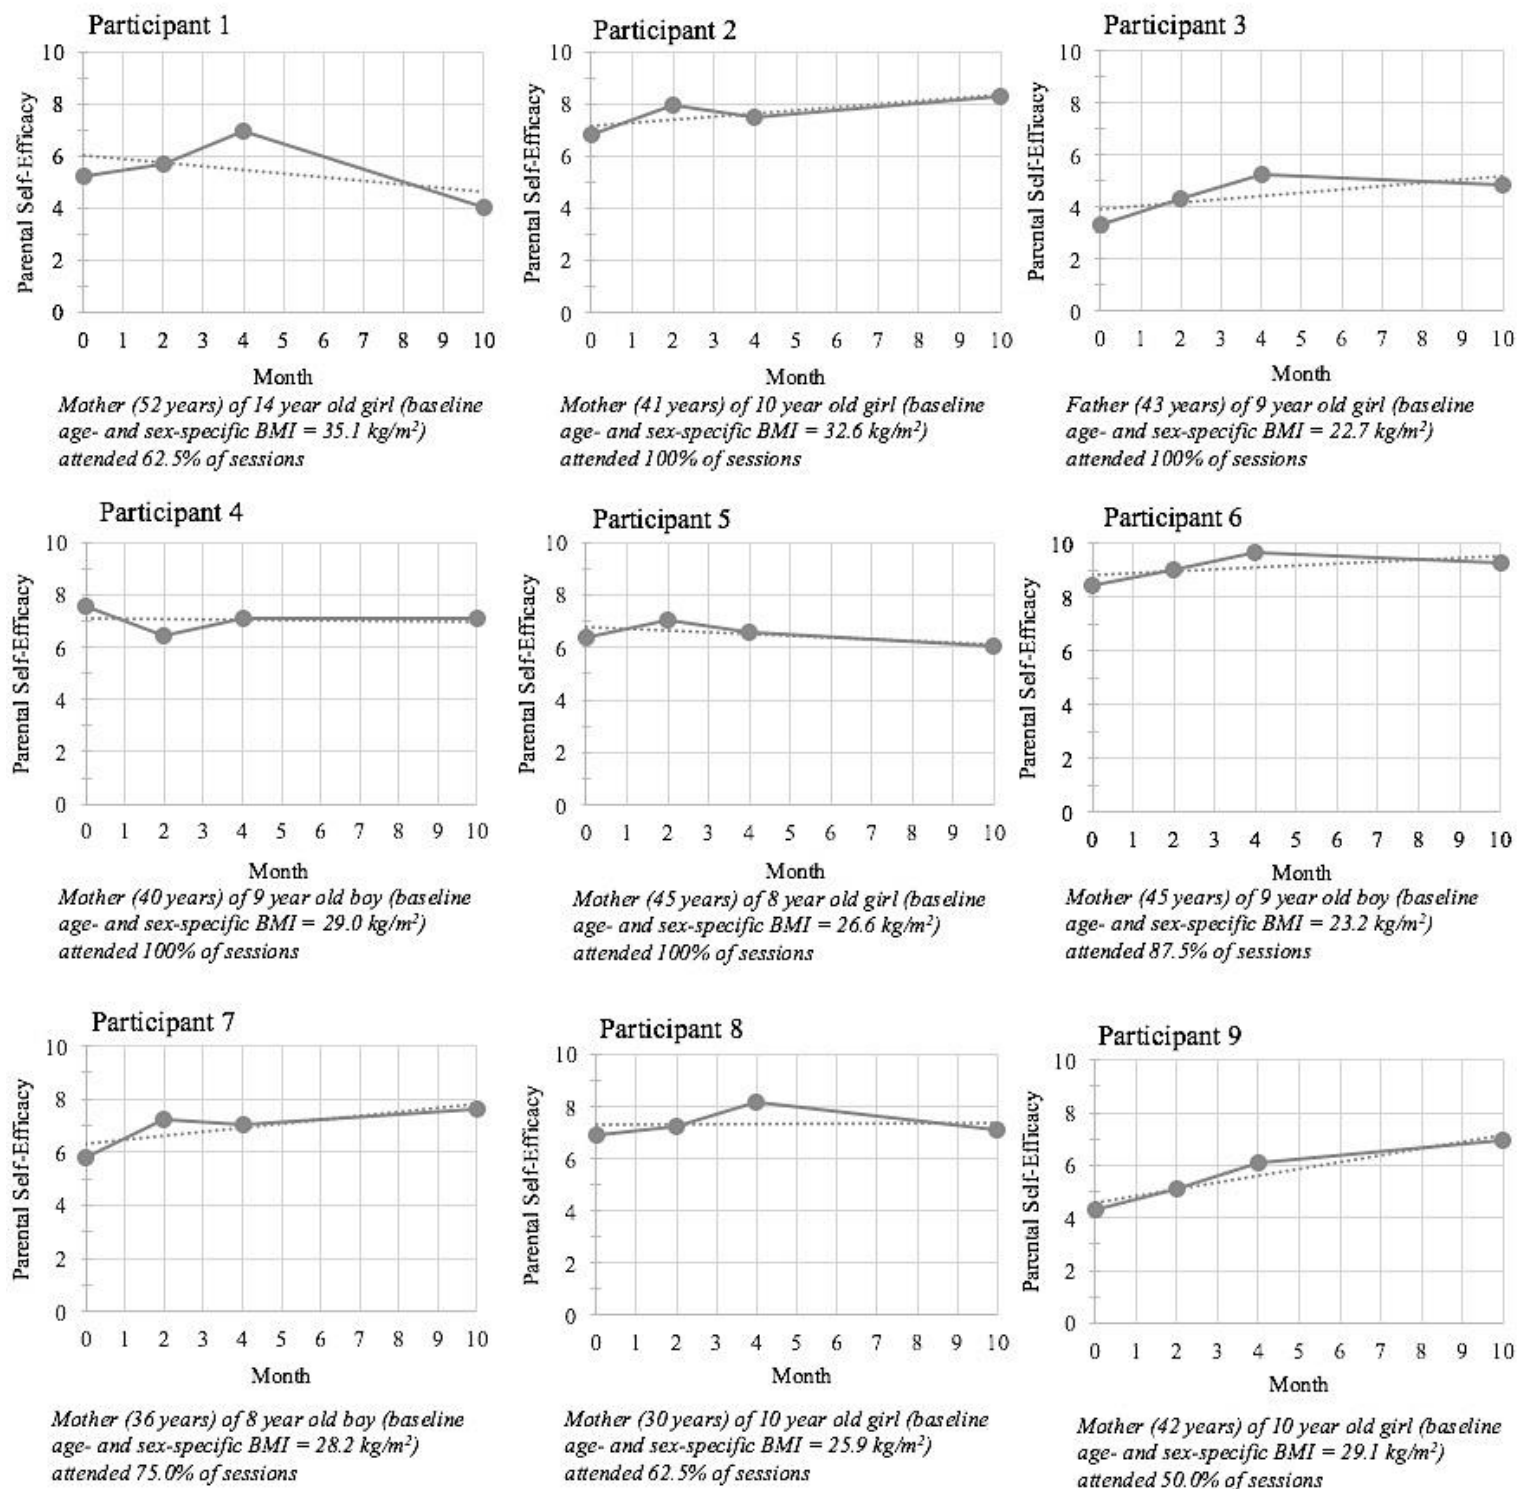 Participant 1
10
8
6
4
2
0
Parental Self-Efficacy
0 1 2 3 4 5 6 7 8 9 10
Month
Mother (52 years) of 14 year old girl (baseline
age- and sex-specific BMI = 35.1 kg/m²)
attended 62.5% of sessions
Participant 2
10
8
6
4
2
0
Parental Self-Efficacy
0 1 2 3 4 5 6 7 8 9 10
Month
Mother (41 years) of 10 year old girl (baseline
age- and sex-specific BMI = 32.6 kg/m²)
attended 100% of sessions
Participant 3
10
8
6
4
2
0
Parental Self-Efficacy
0 1 2 3 4 5 6 7 8 9 10
Month
Father (43 years) of 9 year old girl (baseline
age- and sex-specific BMI = 22.7 kg/m²)
attended 100% of sessions
Participant 4
10
8
6
4
2
0
Parental Self-Efficacy
0 1 2 3 4 5 6 7 8 9 10
Month
Mother (40 years) of 9 year old boy (baseline
age- and sex-specific BMI = 29.0 kg/m²)
attended 100% of sessions
Participant 5
10
8
6
4
2
0
Parental Self-Efficacy
0 1 2 3 4 5 6 7 8 9 10
Month
Mother (45 years) of 8 year old girl (baseline
age- and sex-specific BMI = 26.6 kg/m²)
attended 100% of sessions
Participant 6
10
8
6
4
2
0
Parental Self-Efficacy
0 1 2 3 4 5 6 7 8 9 10
Month
Mother (45 years) of 9 year old boy (baseline
age- and sex-specific BMI = 23.2 kg/m²)
attended 87.5% of sessions
Participant 7
10
8
6
4
2
0
Parental Self-Efficacy
0 1 2 3 4 5 6 7 8 9 10
Month
Mother (36 years) of 8 year old boy (baseline
age- and sex-specific BMI = 28.2 kg/m²)
attended 75.0% of sessions
Participant 8
10
8
6
4
2
0
Parental Self-Efficacy
0 1 2 3 4 5 6 7 8 9 10
Month
Mother (30 years) of 10 year old girl (baseline
age- and sex-specific BMI = 25.9 kg/m²)
attended 62.5% of sessions
Participant 9
10
8
6
4
2
0
Parental Self-Efficacy
0 1 2 3 4 5 6 7 8 9 10
Month
Mother (42 years) of 10 year old girl (baseline
age- and sex-specific BMI = 29.1 kg/m²)
attended 50.0% of sessions